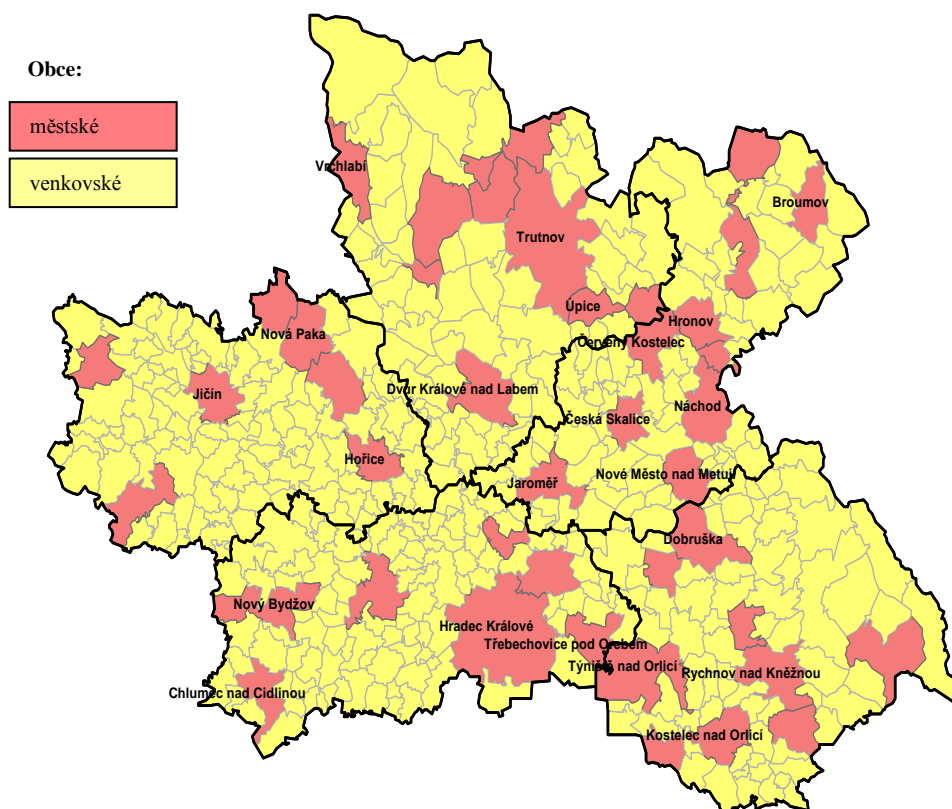 Obce:
městské
venkovské
Vrchlabí
Broumov
Trutnov
Úpice
Hronov
Nová Paka
Červený Kostelec
Dvůr Králové nad Labem
Jičín
Náchod
Česká Skalice
Hořice
Nové Město nad Metují
Jaroměř
Dobruška
Nový Bydžov
Hradec Králové
Třebechovice pod Orebem
Týniště nad Orlicí
Rychnov nad Kněžnou
Chlumec nad Cidlinou
Kostelec nad Orlicí